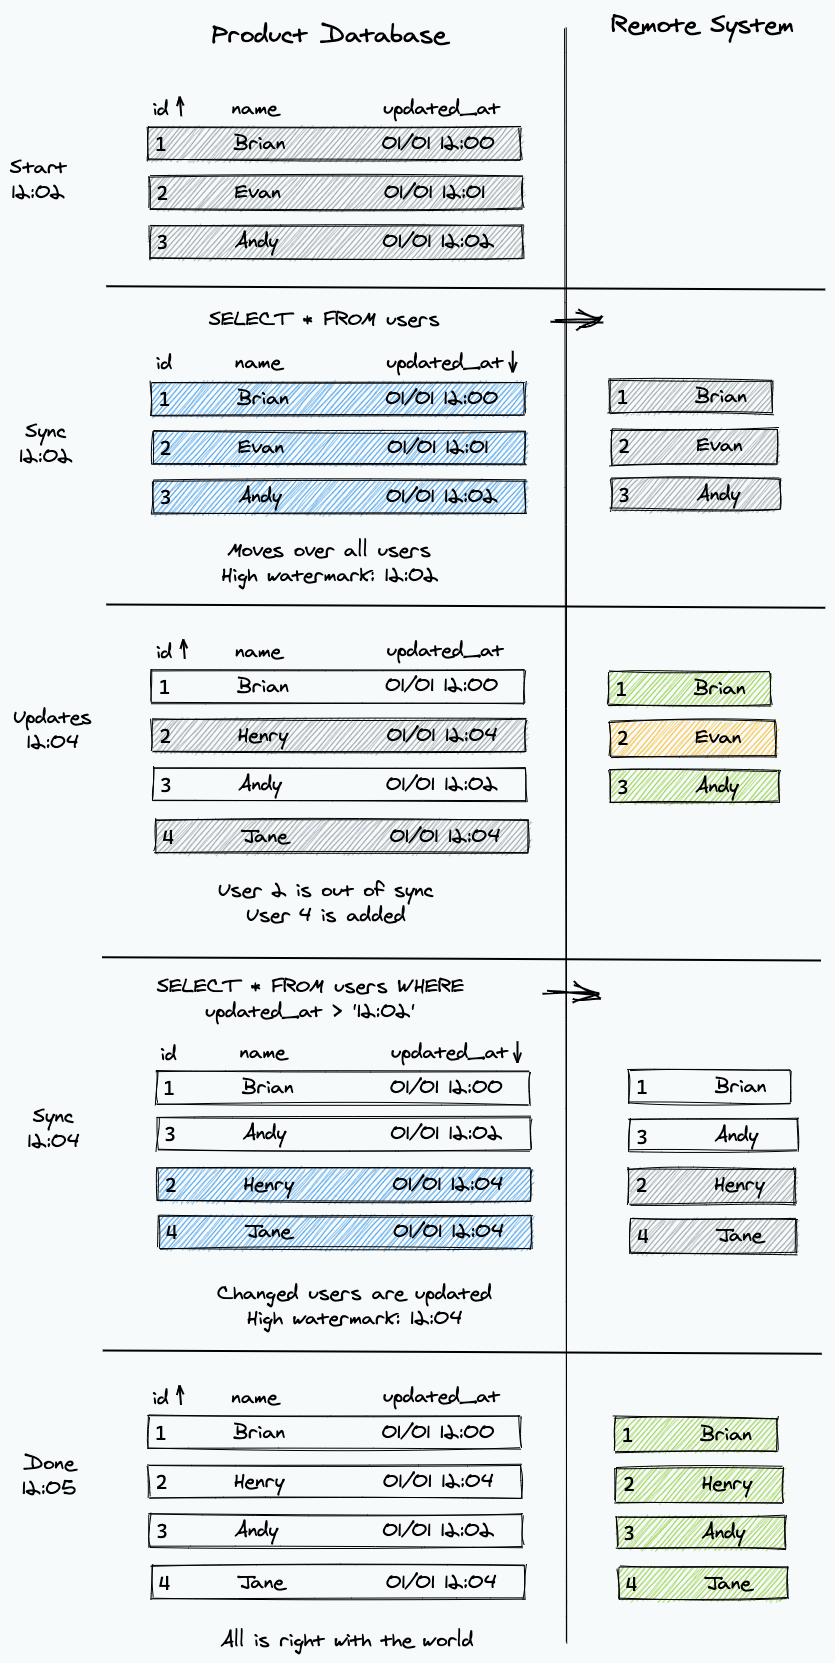 Product Database
Remote System
id ↑ name updated_at
Start
12:02
1 Brian 01/01 12:00
2 Evan 01/01 12:01
3 Andy 01/01 12:02
SELECT * FROM users
id name updated_at ↓
Sync
12:02
1 Brian 01/01 12:00
2 Evan 01/01 12:01
3 Andy 01/01 12:02
1 Brian
2 Evan
3 Andy
Moves over all users
High watermark: 12:02
id ↑ name updated_at
Updates
12:04
1 Brian 01/01 12:00
2 Henry 01/01 12:04
3 Andy 01/01 12:02
4 Jane 01/01 12:04
1 Brian
2 Evan
3 Andy
User 2 is out of sync
User 4 is added
SELECT * FROM users WHERE
updated_at > '12:02'
id name updated_at ↓
Sync
12:04
1 Brian 01/01 12:00
3 Andy 01/01 12:02
2 Henry 01/01 12:04
4 Jane 01/01 12:04
1 Brian
3 Andy
2 Henry
4 Jane
Changed users are updated
High watermark: 12:04
id ↑ name updated_at
Done
12:05
1 Brian 01/01 12:00
2 Henry 01/01 12:04
3 Andy 01/01 12:02
4 Jane 01/01 12:04
1 Brian
2 Henry
3 Andy
4 Jane
All is right with the world